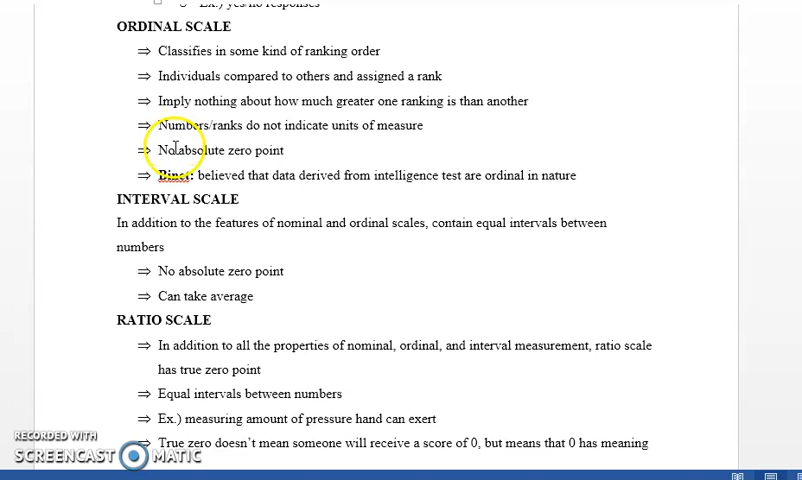 Ex.) yes/no responses
ORDINAL SCALE
⇒ Classifies in some kind of ranking order
⇒ Individuals compared to others and assigned a rank
⇒ Imply nothing about how much greater one ranking is than another
⇒ Numbers/ranks do not indicate units of measure
⇒ No absolute zero point
⇒ Binet: believed that data derived from intelligence test are ordinal in nature
INTERVAL SCALE
In addition to the features of nominal and ordinal scales, contain equal intervals between
numbers
⇒ No absolute zero point
⇒ Can take average
RATIO SCALE
⇒ In addition to all the properties of nominal, ordinal, and interval measurement, ratio scale
has true zero point
⇒ Equal intervals between numbers
⇒ Ex.) measuring amount of pressure hand can exert
⇒ True zero doesn't mean someone will receive a score of 0, but means that 0 has meaning
RECORDED WITH
SCREENCAST MATIC